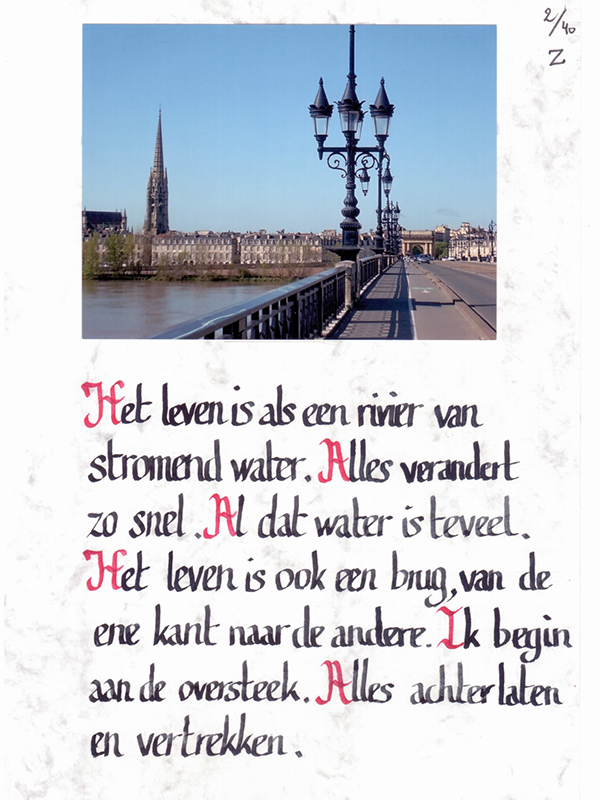 2/40
Z
Het leven is als een rivier van
stromend water. Alles verandert
zo snel. Al dat water is teveel.
Het leven is ook een brug, van de
ene kant naar de andere. Ik begin
aan de oversteek. Alles achterlaten
en vertrekken.